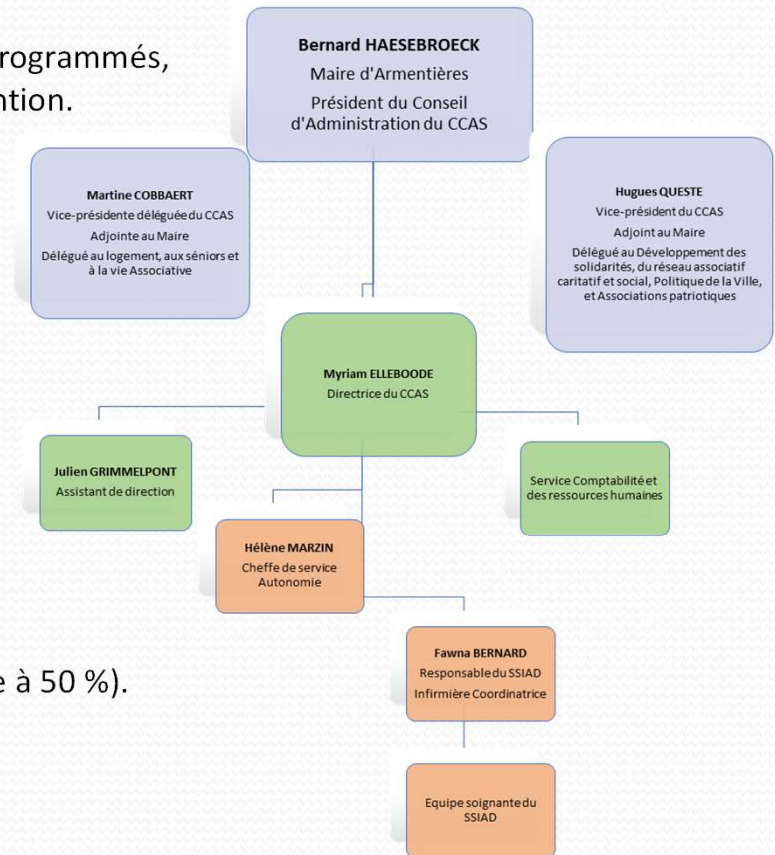 rogrammés,
ntion.
Bernard HAESEBROECK
Maire d'Armentières
Président du Conseil
d'Administration du CCAS
Martine COBBAERT
Vice-présidente déléguée du CCAS
Adjointe au Maire
Délégué au logement, aux séniors et
à la vie Associative
Hugues QUESTE
Vice-président du CCAS
Adjoint au Maire
Délégué au Développement des
solidarités, du réseau associatif
caritatif et social, Politique de la Ville,
et Associations patriotiques
Myriam ELLEBOODE
Directrice du CCAS
Julien GRIMMELPONT
Assistant de direction
Service Comptabilité et
des ressources humaines
Hélène MARZIN
Cheffe de service
Autonomie
Fawna BERNARD
Responsable du SSIAD
Infirmière Coordinatrice
e à 50 %).
Equipe soignante du
SSIAD